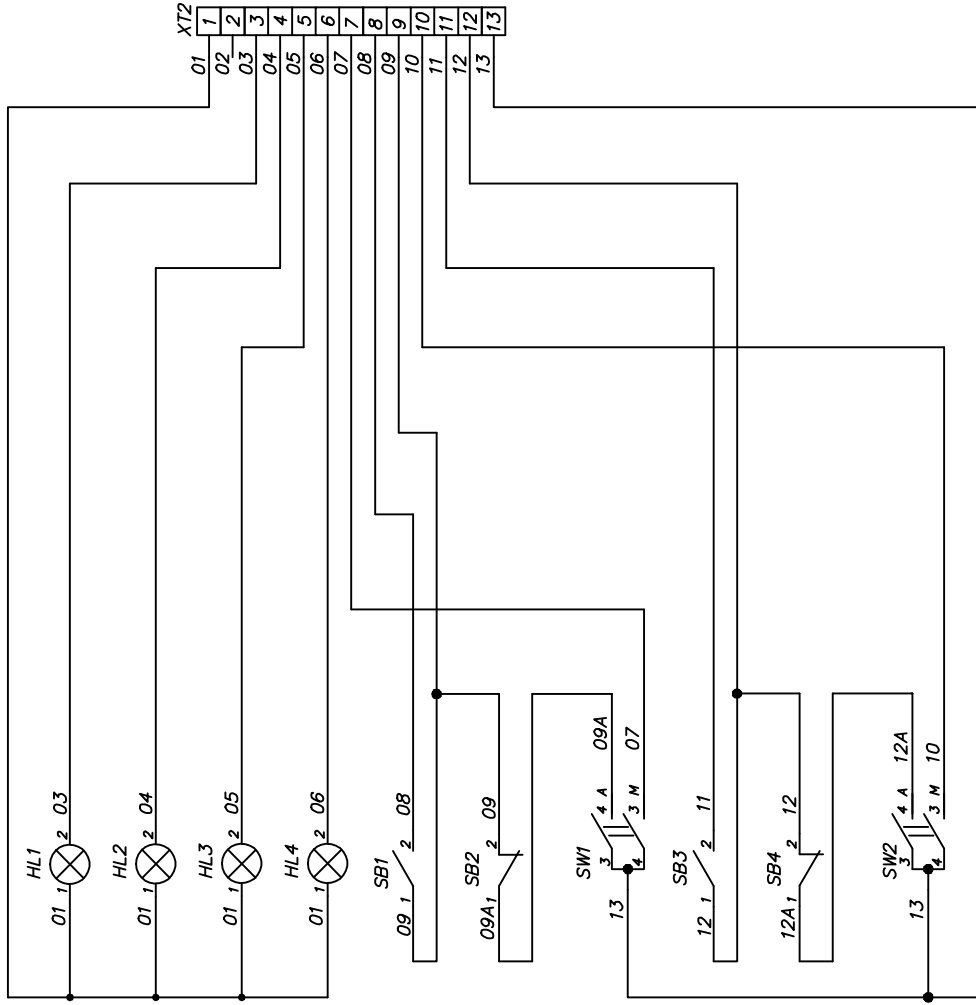 XT2 1 2 3 4 5 6 7 8 9 10 11 12 13
01 02 03 04 05 06 07 08 09 10 11 12 13
HL1 1 2 01 03
HL2 1 2 01 04
HL3 1 2 01 05
HL4 1 2 01 06
SB1 1 2 09 08
SB2 1 2 09A 09
SW1 3 4 A 09A
4 3 M 07
13
SB3 1 2 12 11
SB4 1 2 12A 12
SW2 3 4 A 12A
4 3 M 10
13